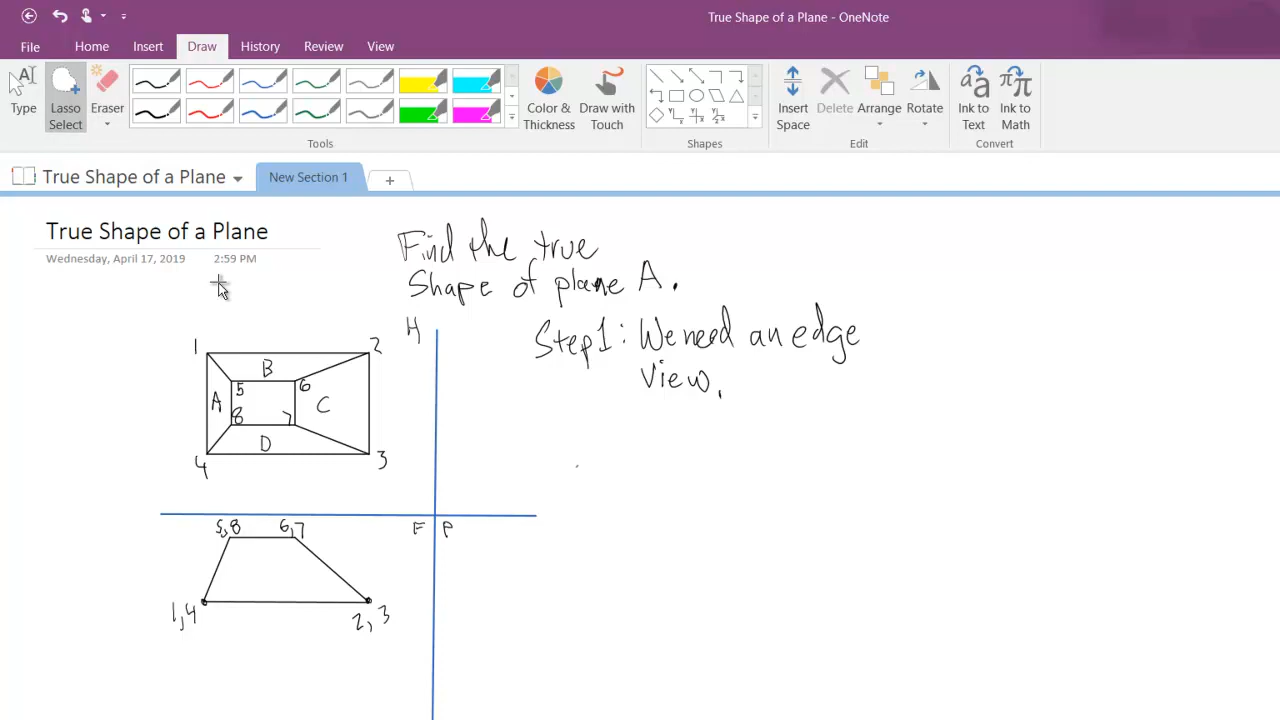 True Shape of a Plane - OneNote
File Home Insert Draw History Review View
Type
Lasso Select
Eraser
Color & Thickness
Draw with Touch
Insert Space
Delete
Arrange
Rotate
Ink to Text
Ink to Math
Tools
Shapes
Edit
Convert
True Shape of a Plane
New Section 1
True Shape of a Plane
Wednesday, April 17, 2019 2:59 PM
Find the true
Shape of plane A.
Step 1: We need an edge
View.
H
1 2
B
5 6
A C
8 7
D
4 3
5,8 6,7 F P
1,4 2,3